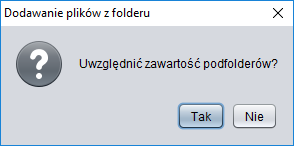 Dodawanie plików z folderu
Uwzględnić zawartość podfolderów?
Tak
Nie